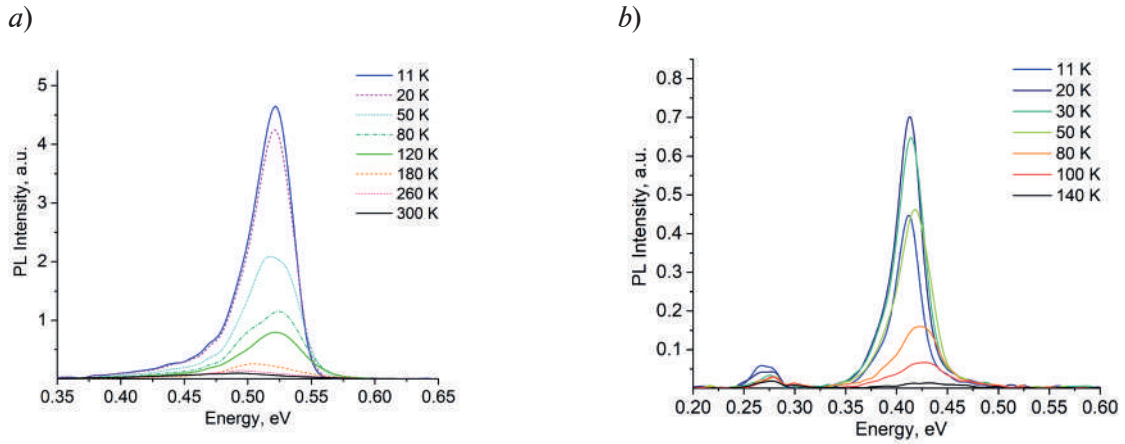 a)
PL Intensity, a.u.
5
4
3
2
1
11 K
20 K
50 K
80 K
120 K
180 K
260 K
300 K
0.35 0.40 0.45 0.50 0.55 0.60 0.65
Energy, eV
b)
PL Intensity, a.u.
0.8
0.7
0.6
0.5
0.4
0.3
0.2
0.1
11 K
20 K
30 K
50 K
80 K
100 K
140 K
0.20 0.25 0.30 0.35 0.40 0.45 0.50 0.55 0.60
Energy, eV